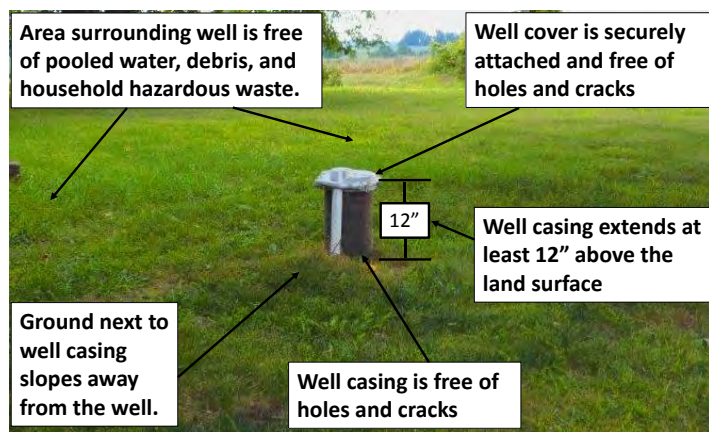 Area surrounding well is free
of pooled water, debris, and
household hazardous waste.
Well cover is securely
attached and free of
holes and cracks
12”
Well casing extends at
least 12” above the
land surface
Ground next to
well casing
slopes away
from the well.
Well casing is free of
holes and cracks